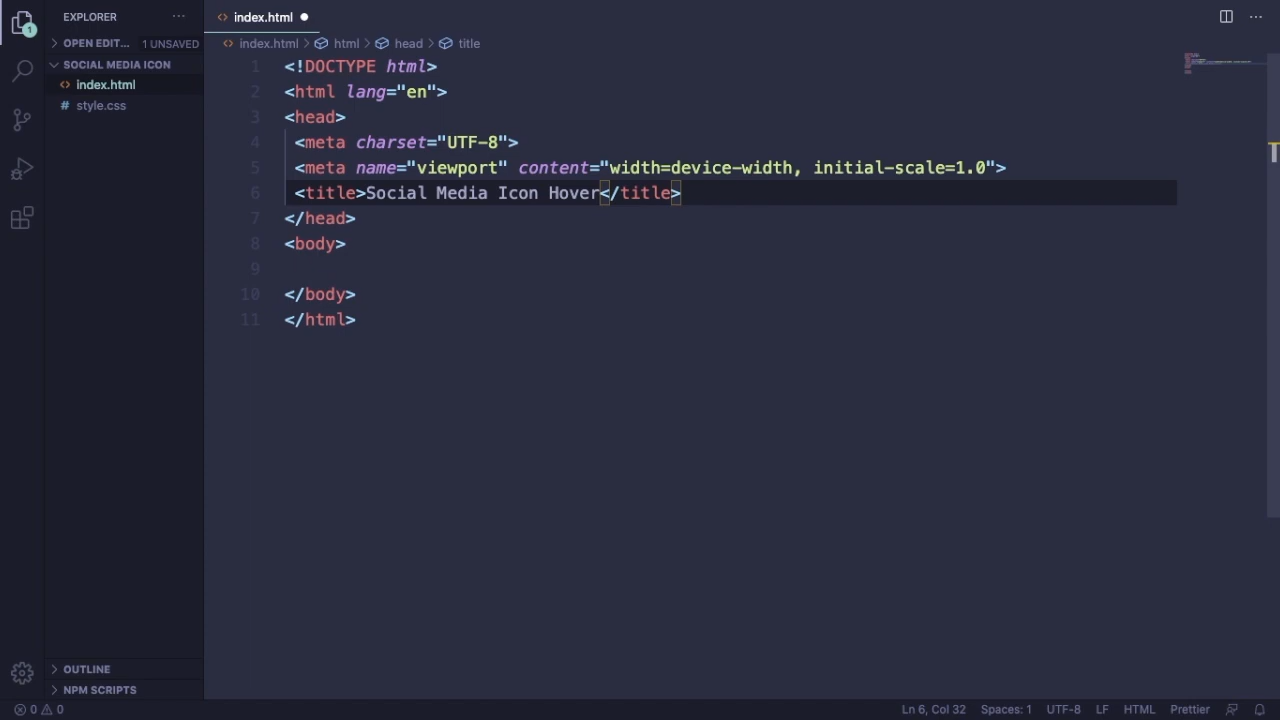 EXPLORER
index.html
OPEN EDIT... 1 UNSAVED
index.html > html > head > title
SOCIAL MEDIA ICON
index.html
# style.css
1 <!DOCTYPE html>
2 <html lang="en">
3 <head>
4 <meta charset="UTF-8">
5 <meta name="viewport" content="width=device-width, initial-scale=1.0">
6 <title>Social Media Icon Hover</title>
7 </head>
8 <body>
9
10 </body>
11 </html>
1
OUTLINE
NPM SCRIPTS
0 0 Ln 6, Col 32 Spaces: 1 UTF-8 LF HTML Prettier